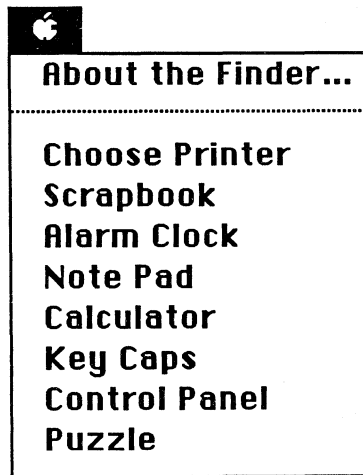 About the Finder...
Choose Printer
Scrapbook
Alarm Clock
Note Pad
Calculator
Key Caps
Control Panel
Puzzle